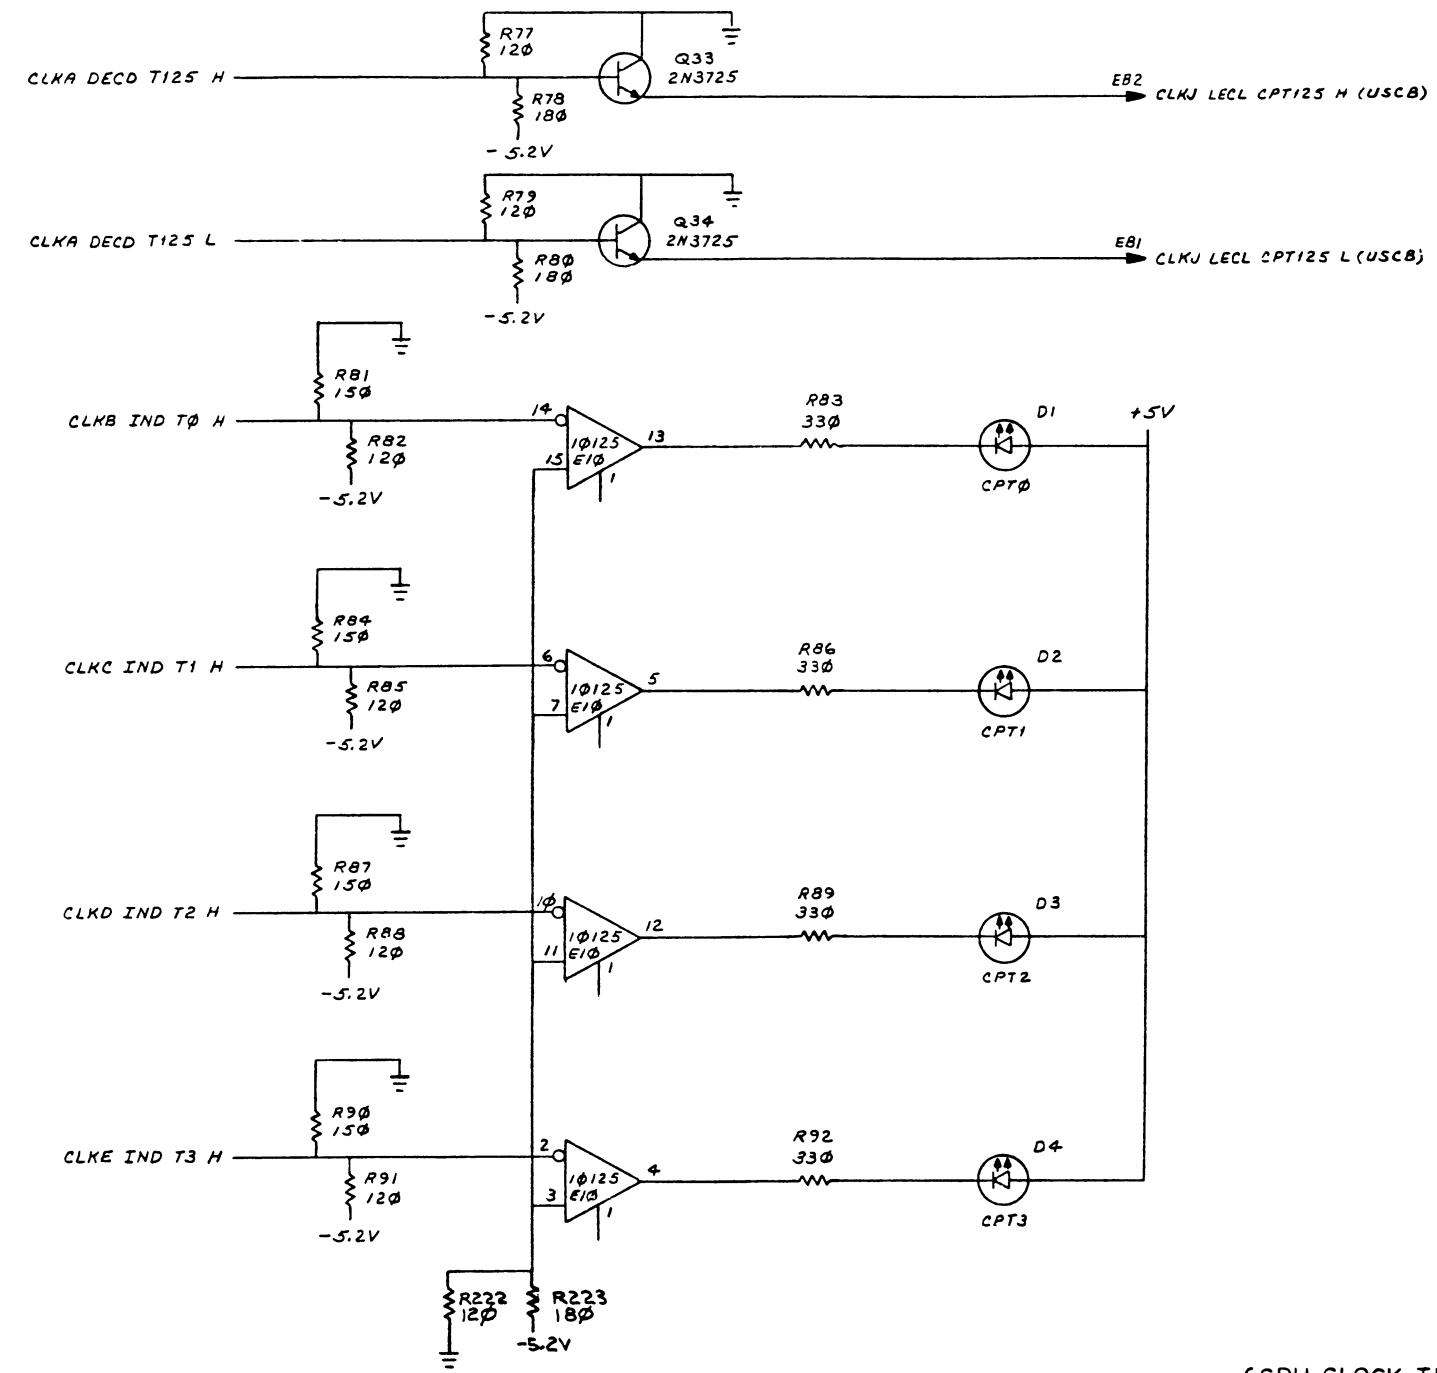 R77
12Ø
Q33
2N3725
CLKA DECD T125 H
R78
18Ø
-5.2V
EB2
CLKJ LECL CPT125 H (USCB)
R79
12Ø
Q34
2N3725
CLKA DECD T125 L
R8Ø
18Ø
-5.2V
EB1
CLKJ LECL CPT125 L (USCB)
R81
15Ø
CLKB IND TØ H
R82
12Ø
-5.2V
14
15
1Ø125
E1Ø
1
13
R83
33Ø
D1
CPTØ
+5V
R84
15Ø
CLKC IND T1 H
R85
12Ø
-5.2V
6
7
1Ø125
E1Ø
1
5
R86
33Ø
D2
CPT1
R87
15Ø
CLKD IND T2 H
R88
12Ø
-5.2V
1Ø
11
1Ø125
E1Ø
1
12
R89
33Ø
D3
CPT2
R9Ø
15Ø
CLKE IND T3 H
R91
12Ø
-5.2V
2
3
1Ø125
E1Ø
1
4
R92
33Ø
D4
CPT3
R222
12Ø
R223
18Ø
-5.2V